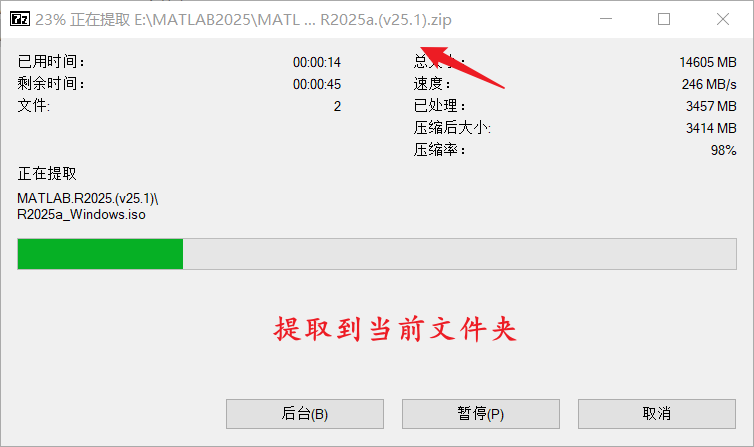 23% 正在提取 E:\MATLAB2025\MATL ... R2025a.(v25.1).zip
已用时间： 00:00:14
剩余时间： 00:00:45
文件: 2
总大小： 14605 MB
速度： 246 MB/s
已处理： 3457 MB
压缩后大小: 3414 MB
压缩率： 98%
正在提取
MATLAB.R2025.(v25.1)\
R2025a_Windows.iso
提取到当前文件夹
后台(B) 暂停(P) 取消